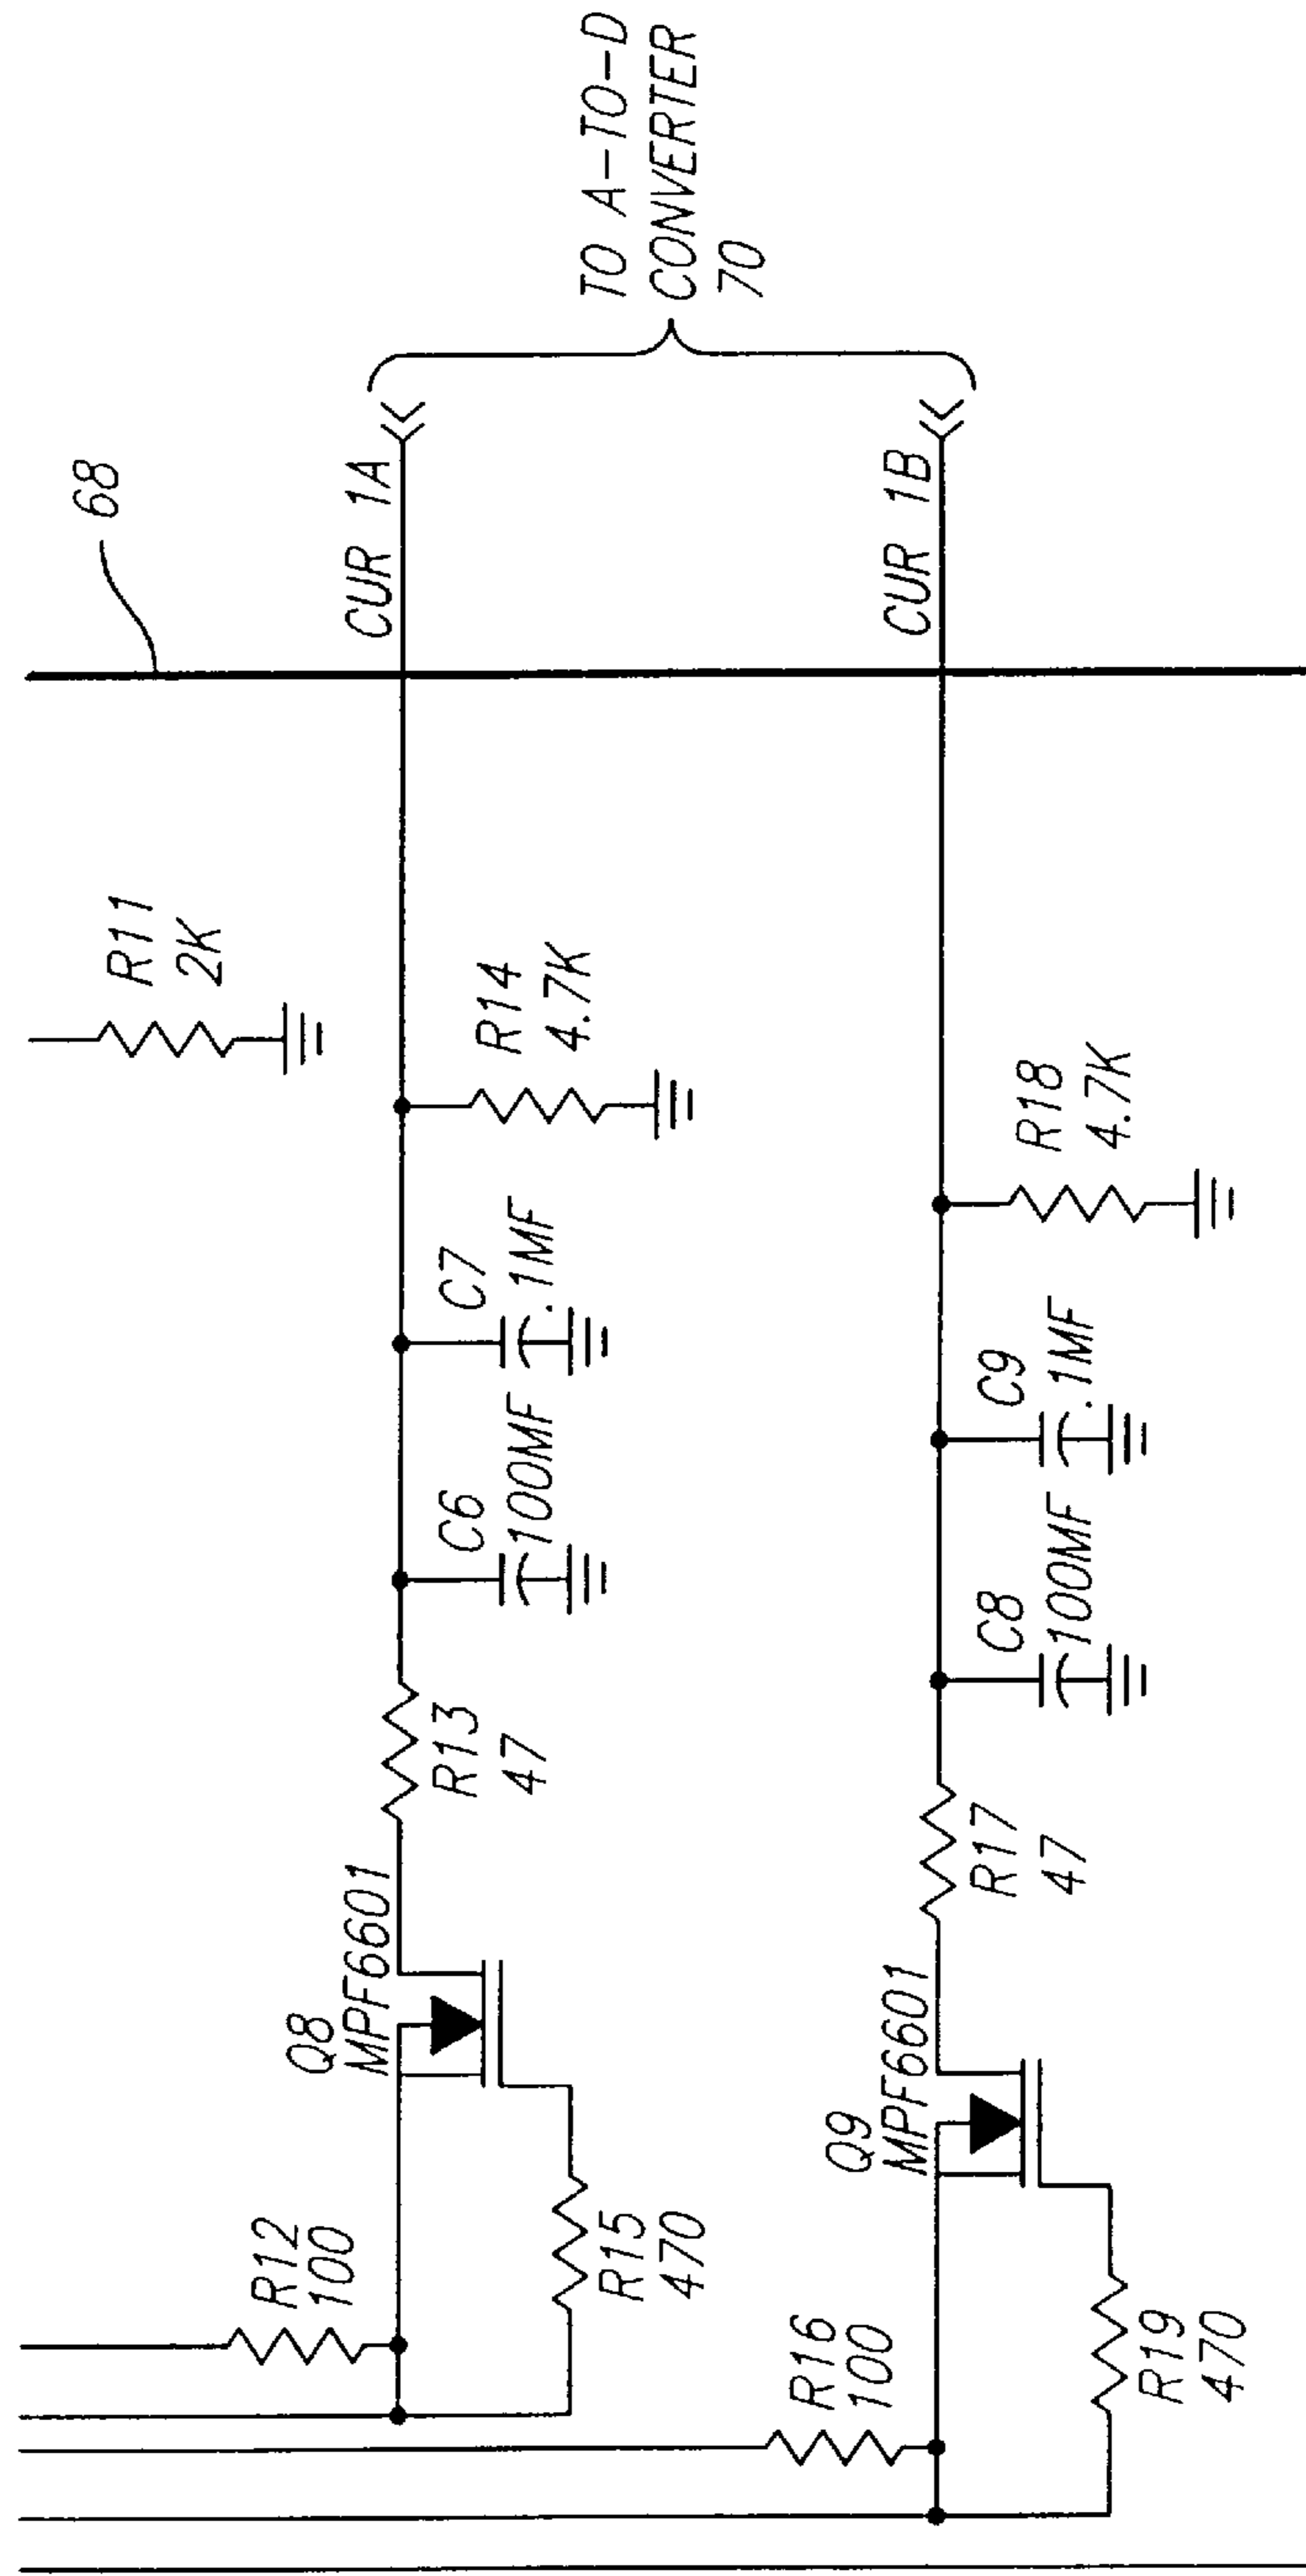 68
R11
2K
CUR 1A
TO A-TO-D
CONVERTER
70
R14
4.7K
C7
.1MF
C6
100MF
R13
47
Q8
MPF6601
R12
100
R15
470
CUR 1B
R18
4.7K
C9
.1MF
C8
100MF
R17
47
Q9
MPF6601
R16
100
R19
470